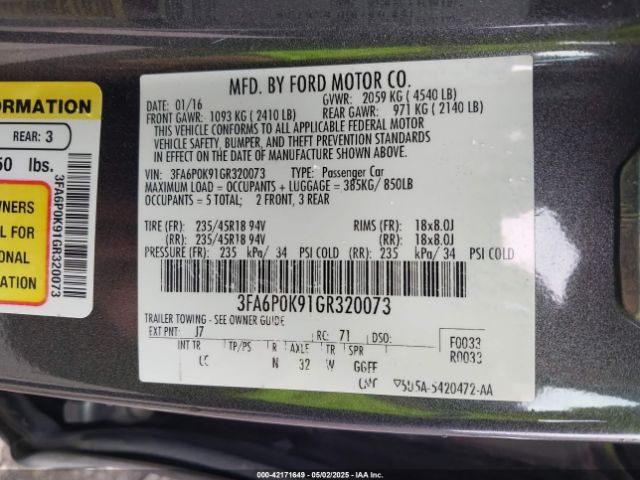 ORMATION
REAR: 3
50 lbs.
WNERS
L FOR
ONAL
ON
3FA6P0K91GR320073
MFD. BY FORD MOTOR CO.
DATE: 01/16 GVWR: 2059 KG (4540 LB)
FRONT GAWR: 1093 KG (2410 LB) REAR GAWR: 971 KG (2140 LB)
THIS VEHICLE CONFORMS TO ALL APPLICABLE FEDERAL MOTOR
VEHICLE SAFETY, BUMPER, AND THEFT PREVENTION STANDARDS
IN EFFECT ON THE DATE OF MANUFACTURE SHOWN ABOVE.
VIN: 3FA6P0K91GR320073 TYPE: Passenger Car
MAXIMUM LOAD = OCCUPANTS + LUGGAGE = 385KG/ 850LB
OCCUPANTS = 5 TOTAL; 2 FRONT, 3 REAR
TIRE (FR): 235/45R18 94V RIMS (FR): 18x8.0J
(RR): 235/45R18 94V (RR): 18x8.0J
PRESSURE (FR): 235 kPa/ 34 PSI COLD (RR): 235 kPa/ 34 PSI COLD
3FA6P0K91GR320073
TRAILER TOWING – SEE OWNER GUIDE
EXT PNT: J7 RC: 71 DSO: F0033
R0033
INT TR TP/PS R AXLE TR SPR
N 32 W GGFF
5U5A-5420472-AA
00000-42171649 - 05/02/2025 - IAA Inc.